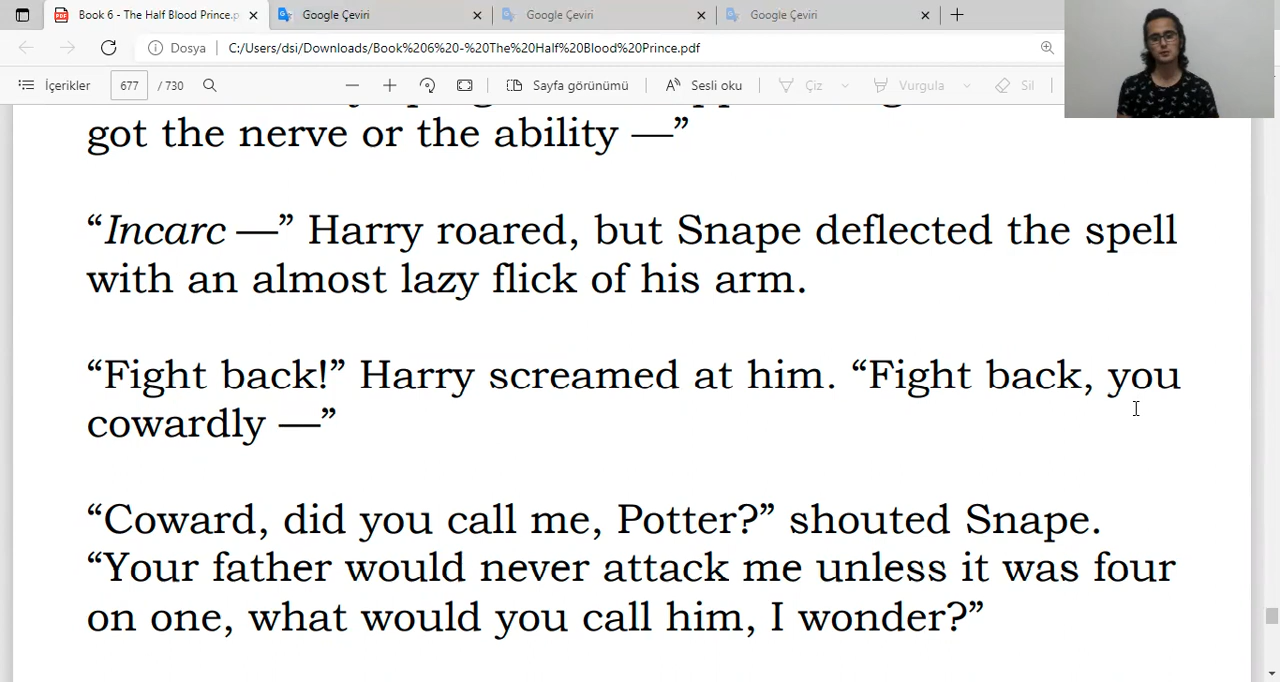 Book 6 - The Half Blood Prince.p
Google Çeviri
Google Çeviri
Google Çeviri
Dosya
C:/Users/dsi/Downloads/Book%206%20-%20The%20Half%20Blood%20Prince.pdf
İçerikler
677
/ 730
Sayfa görünümü
Sesli oku
Çiz
Vurgula
Sil
got the nerve or the ability —”
“Incarc —” Harry roared, but Snape deflected the spell
with an almost lazy flick of his arm.
“Fight back!” Harry screamed at him. “Fight back, you
cowardly —”
“Coward, did you call me, Potter?” shouted Snape.
“Your father would never attack me unless it was four
on one, what would you call him, I wonder?”